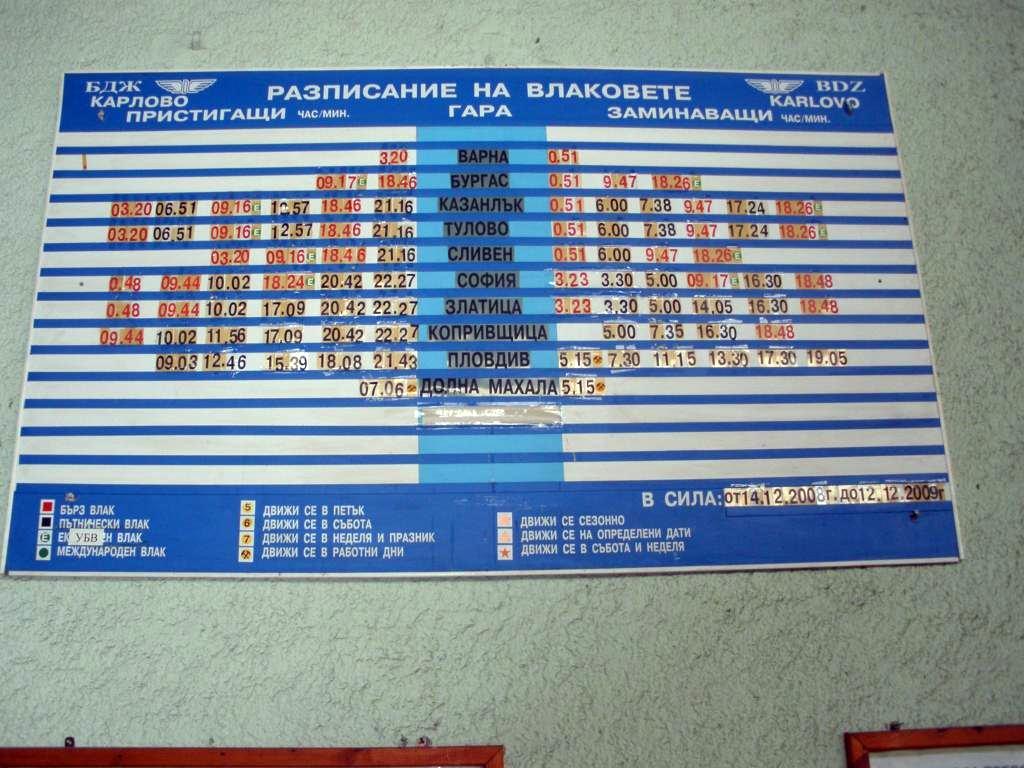 БДЖ РАЗПИСАНИЕ НА ВЛАКОВЕТЕ BDZ
КАРЛОВО KARLOVO
ПРИСТИГАЩИ ЧАС/МИН. ГАРА ЗАМИНАВАЩИ ЧАС/МИН.
3.20 ВАРНА 0.51
09.17 E 18.46 БУРГАС 0.51 9.47 18.26 E
03.20 06.51 09.16 E 12.57 18.46 21.16 КАЗАНЛЪК 0.51 6.00 7.38 9.47 17.24 18.26 E
03.20 06.51 09.16 E 12.57 18.46 21.16 ТУЛОВО 0.51 6.00 7.38 9.47 17.24 18.26 E
03.20 09.16 E 18.46 21.16 СЛИВЕН 0.51 6.00 9.47 18.26 E
0.48 09.44 10.02 18.24 E 20.42 22.27 СОФИЯ 3.23 3.30 5.00 09.17 E 16.30 18.48
0.48 09.44 10.02 17.09 20.42 22.27 ЗЛАТИЦА 3.23 3.30 5.00 14.05 16.30 18.48
09.44 10.02 11.56 17.09 20.42 22.27 КОПРИВЩИЦА 5.00 7.35 16.30 18.48
09.03 12.46 15.39 18.08 21.43 ПЛОВДИВ 5.15 7.30 11.15 13.30 17.30 19.05
07.06 ДОЛНА МАХАЛА 5.15
В СИЛА: от 14.12.2008г. до 12.12.2009г
БЪРЗ ВЛАК
ПЪТНИЧЕСКИ ВЛАК
E УБВ ВЛАК
МЕЖДУНАРОДЕН ВЛАК
5 ДВИЖИ СЕ В ПЕТЪК
6 ДВИЖИ СЕ В СЪБОТА
7 ДВИЖИ СЕ В НЕДЕЛЯ И ПРАЗНИК
ДВИЖИ СЕ В РАБОТНИ ДНИ
ДВИЖИ СЕ СЕЗОННО
ДВИЖИ СЕ НА ОПРЕДЕЛЕНИ ДАТИ
ДВИЖИ СЕ В СЪБОТА И НЕДЕЛЯ